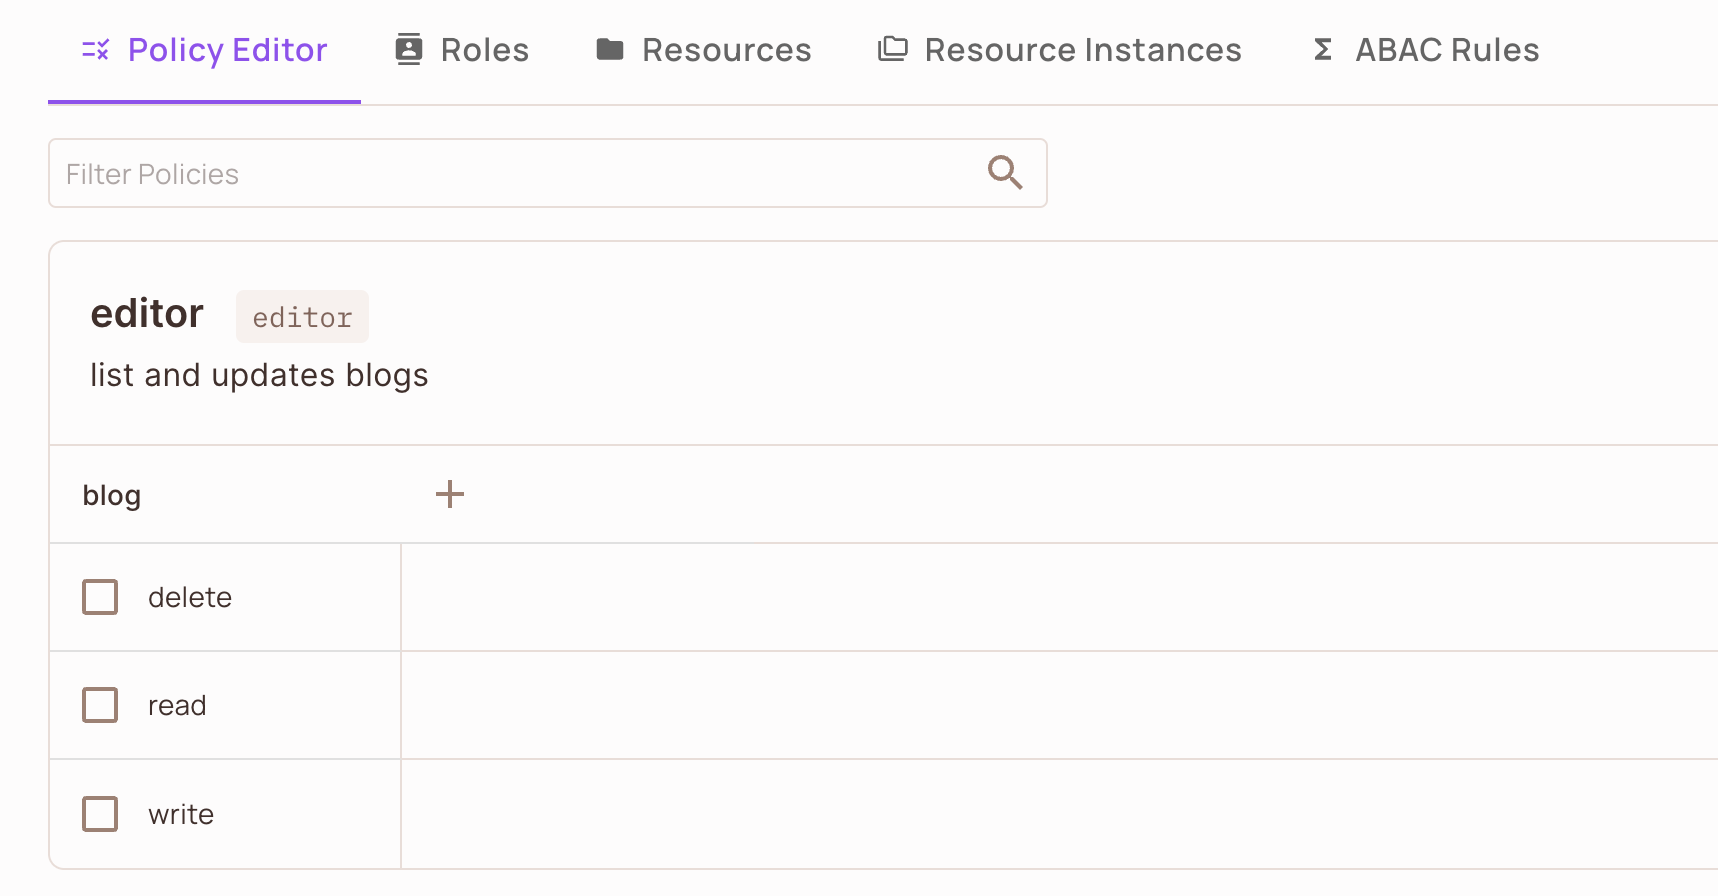 Policy Editor Roles Resources Resource Instances ABAC Rules
Filter Policies
editor editor
list and updates blogs
blog
delete
read
write